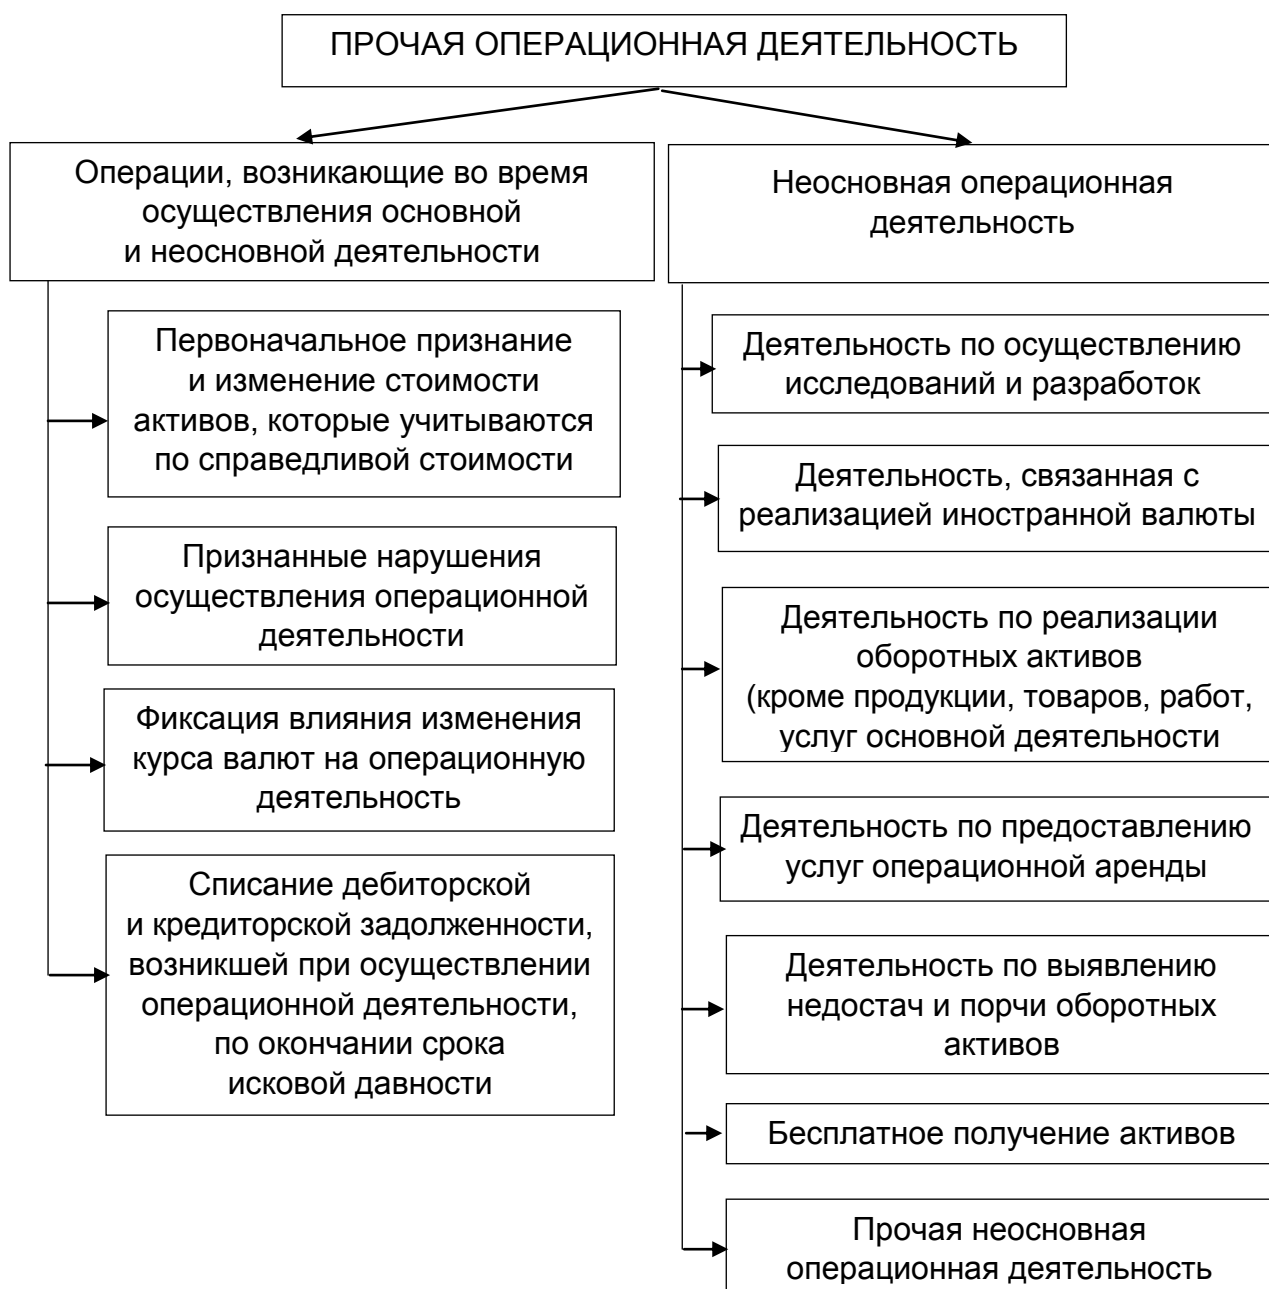 ПРОЧАЯ ОПЕРАЦИОННАЯ ДЕЯТЕЛЬНОСТЬ
Операции, возникающие во время
осуществления основной
и неосновной деятельности
Первоначальное признание
и изменение стоимости
активов, которые учитываются
по справедливой стоимости
Признанные нарушения
осуществления операционной
деятельности
Фиксация влияния изменения
курса валют на операционную
деятельность
Списание дебиторской
и кредиторской задолженности,
возникшей при осуществлении
операционной деятельности,
по окончании срока
исковой давности
Неосновная операционная
деятельность
Деятельность по осуществлению
исследований и разработок
Деятельность, связанная с
реализацией иностранной валюты
Деятельность по реализации
оборотных активов
(кроме продукции, товаров, работ,
услуг основной деятельности
Деятельность по предоставлению
услуг операционной аренды
Деятельность по выявлению
недостач и порчи оборотных
активов
Бесплатное получение активов
Прочая неосновная
операционная деятельность